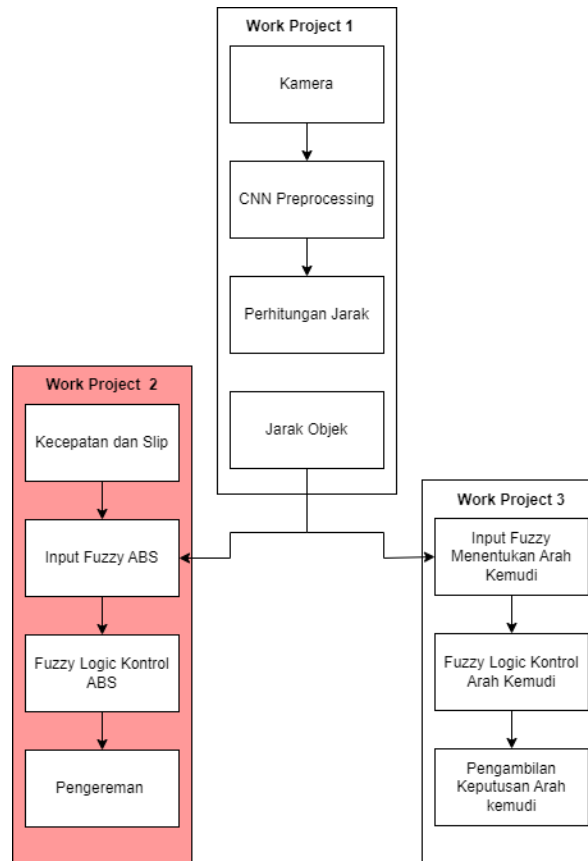 Work Project 1
Kamera
CNN Preprocessing
Perhitungan Jarak
Jarak Objek
Work Project 2
Kecepatan dan Slip
Input Fuzzy ABS
Fuzzy Logic Kontrol
ABS
Pengereman
Work Project 3
Input Fuzzy
Menentukan Arah
Kemudi
Fuzzy Logic Kontrol
Arah Kemudi
Pengambilan
Keputusan Arah
kemudi